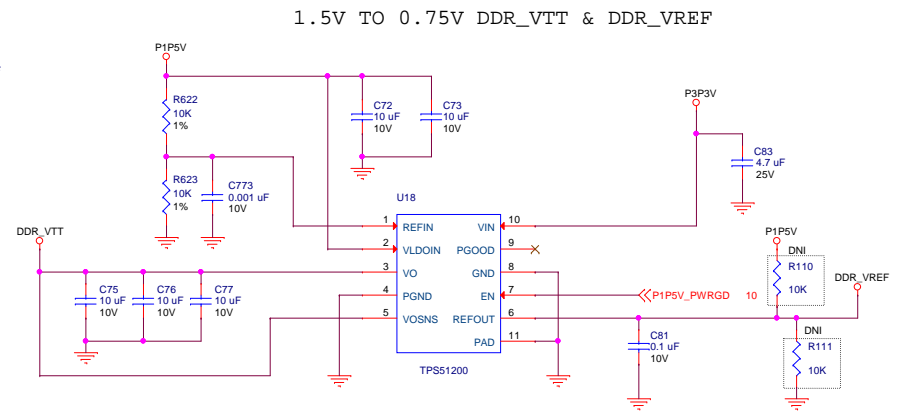 1.5V TO 0.75V DDR_VTT & DDR_VREF
P1P5V
R622
10K
1%
C72
10 uF
10V
C73
10 uF
10V
P3P3V
C83
4.7 uF
25V
R623
10K
1%
C773
0.001 uF
10V
U18
DDR_VTT
1 REFIN
VIN 10
2 VLDOIN
PGOOD 9
3 VO
GND 8
4 PGND
EN 7
5 VOSNS
REFOUT 6
PAD 11
TPS51200
P1P5V_PWRGD 10
P1P5V
DNI
R110
10K
DDR_VREF
C75
10 uF
10V
C76
10 uF
10V
C77
10 uF
10V
C81
0.1 uF
10V
DNI
R111
10K